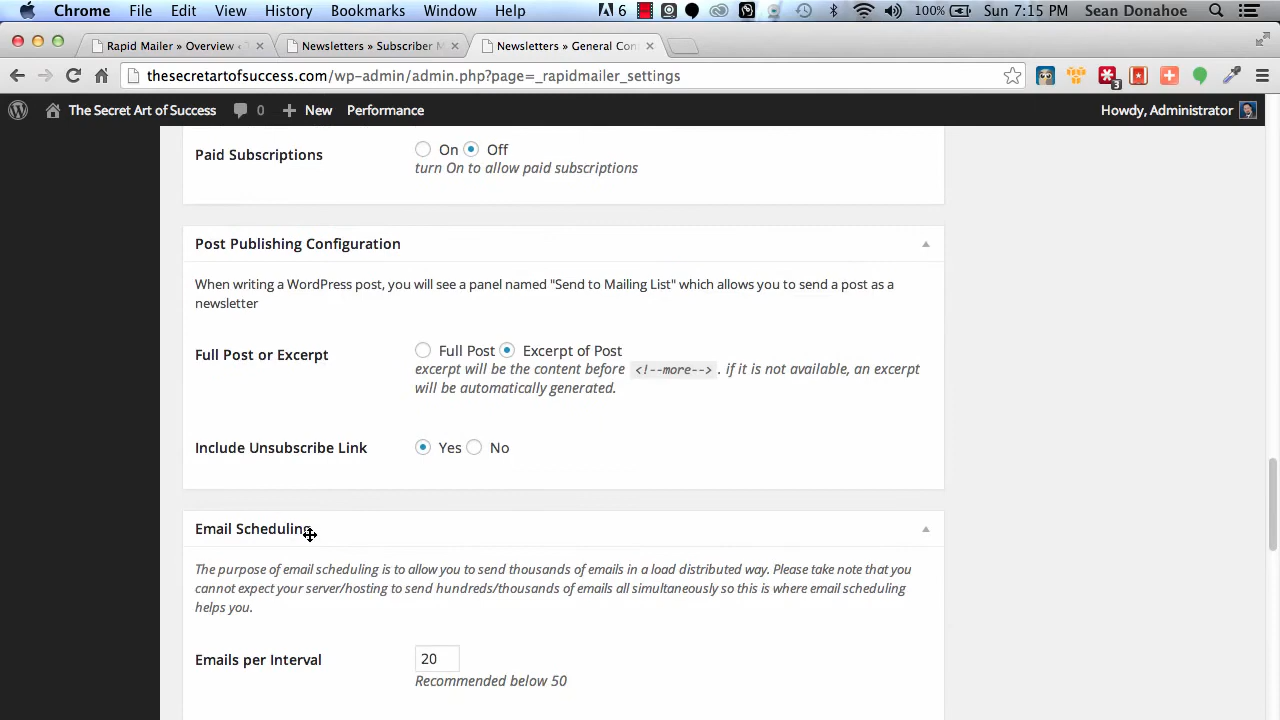 Chrome File Edit View History Bookmarks Window Help 6 100% Sun 7:15 PM Sean Donahoe
Rapid Mailer » Overview ‹ Newsletters » Subscriber M Newsletters » General Con
thesecretartofsuccess.com/wp-admin/admin.php?page=_rapidmailer_settings 3
The Secret Art of Success 0 New Performance Howdy, Administrator
Paid Subscriptions On Off
turn On to allow paid subscriptions
Post Publishing Configuration
When writing a WordPress post, you will see a panel named "Send to Mailing List" which allows you to send a post as a
newsletter
Full Post or Excerpt Full Post Excerpt of Post
excerpt will be the content before <!--more--> . if it is not available, an excerpt
will be automatically generated.
Include Unsubscribe Link Yes No
Email Scheduling
The purpose of email scheduling is to allow you to send thousands of emails in a load distributed way. Please take note that you
cannot expect your server/hosting to send hundreds/thousands of emails all simultaneously so this is where email scheduling
helps you.
Emails per Interval 20
Recommended below 50